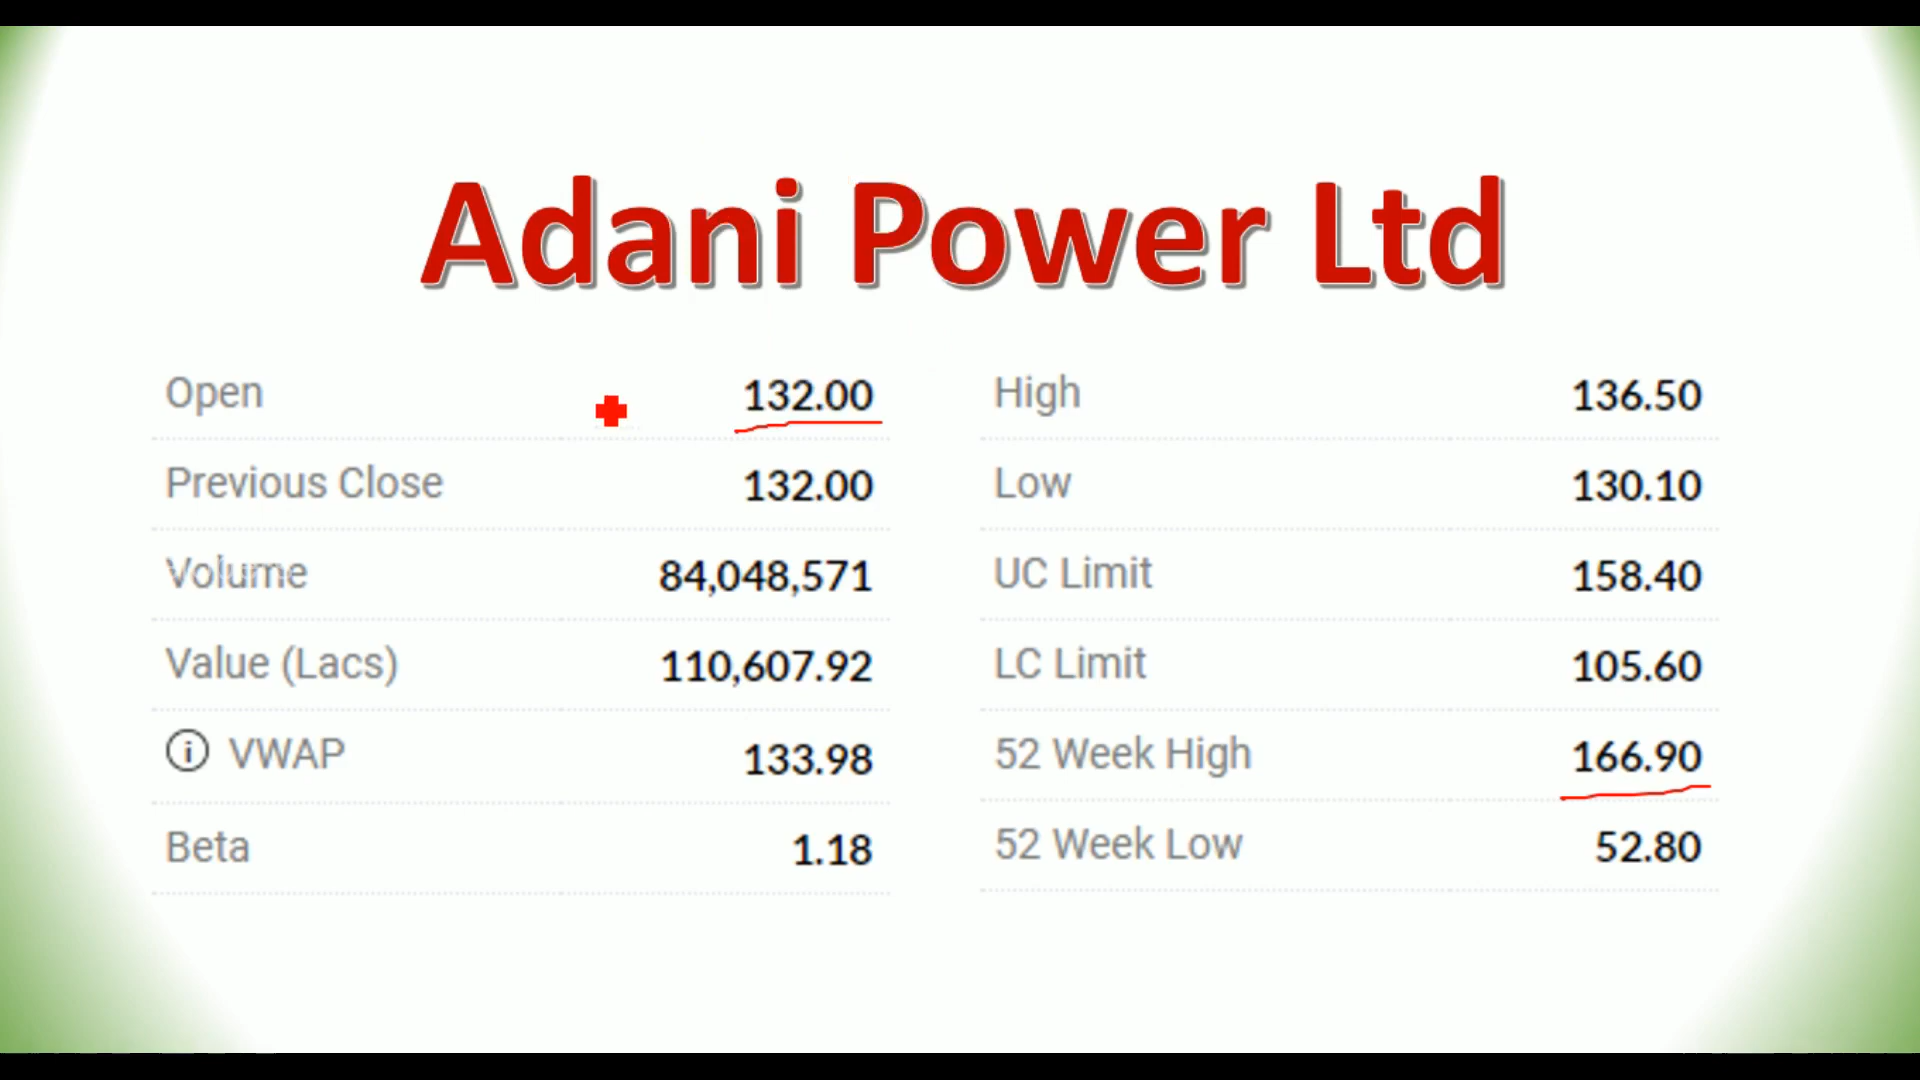 Adani Power Ltd
Open 132.00 High 136.50
Previous Close 132.00 Low 130.10
Volume 84,048,571 UC Limit 158.40
Value (Lacs) 110,607.92 LC Limit 105.60
VWAP 133.98 52 Week High 166.90
Beta 1.18 52 Week Low 52.80